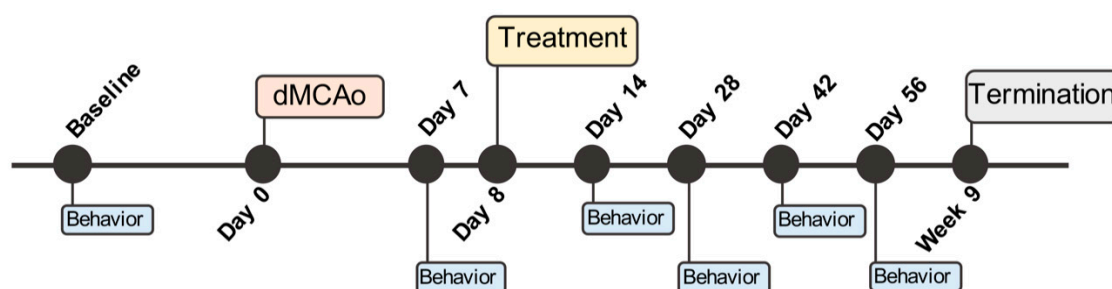 Treatment
dMCAo
Termination
Baseline
Day 7
Day 14
Day 28
Day 42
Day 56
Day 0
Day 8
Week 9
Behavior
Behavior
Behavior
Behavior
Behavior
Behavior